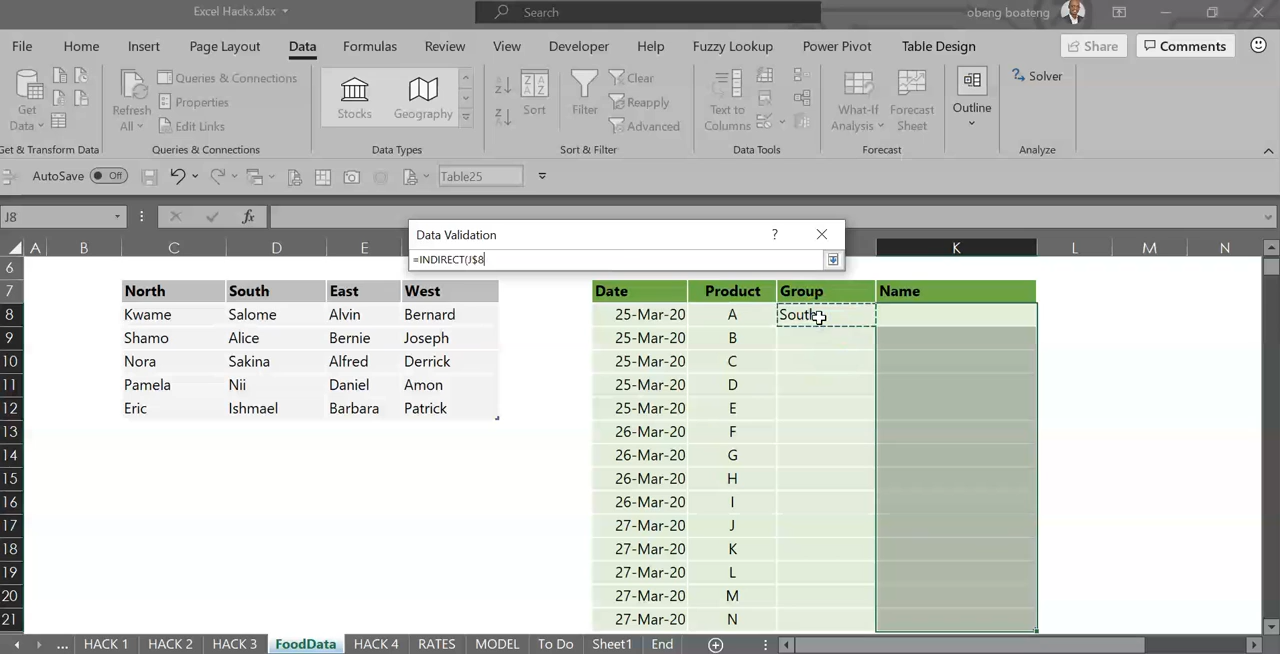 Excel Hacks.xlsx
Search
obeng boateng
File Home Insert Page Layout Data Formulas Review View Developer Help Fuzzy Lookup Power Pivot Table Design Share Comments
Get Data
Refresh All
Queries & Connections
Properties
Edit Links
Stocks
Geography
Sort
Filter
Clear
Reapply
Advanced
Text to Columns
What-If Analysis
Forecast Sheet
Outline
Solver
Get & Transform Data Queries & Connections Data Types Sort & Filter Data Tools Forecast Analyze
AutoSave Off Table25
J8 fx
Data Validation ?
=INDIRECT(J$8
A B C D E K L M N
6
7 North South East West Date Product Group Name
8 Kwame Salome Alvin Bernard 25-Mar-20 A South
9 Shamo Alice Bernie Joseph 25-Mar-20 B
10 Nora Sakina Alfred Derrick 25-Mar-20 C
11 Pamela Nii Daniel Amon 25-Mar-20 D
12 Eric Ishmael Barbara Patrick 25-Mar-20 E
13 26-Mar-20 F
14 26-Mar-20 G
15 26-Mar-20 H
16 26-Mar-20 I
17 27-Mar-20 J
18 27-Mar-20 K
19 27-Mar-20 L
20 27-Mar-20 M
21 27-Mar-20 N
... HACK 1 HACK 2 HACK 3 FoodData HACK 4 RATES MODEL To Do Sheet1 End